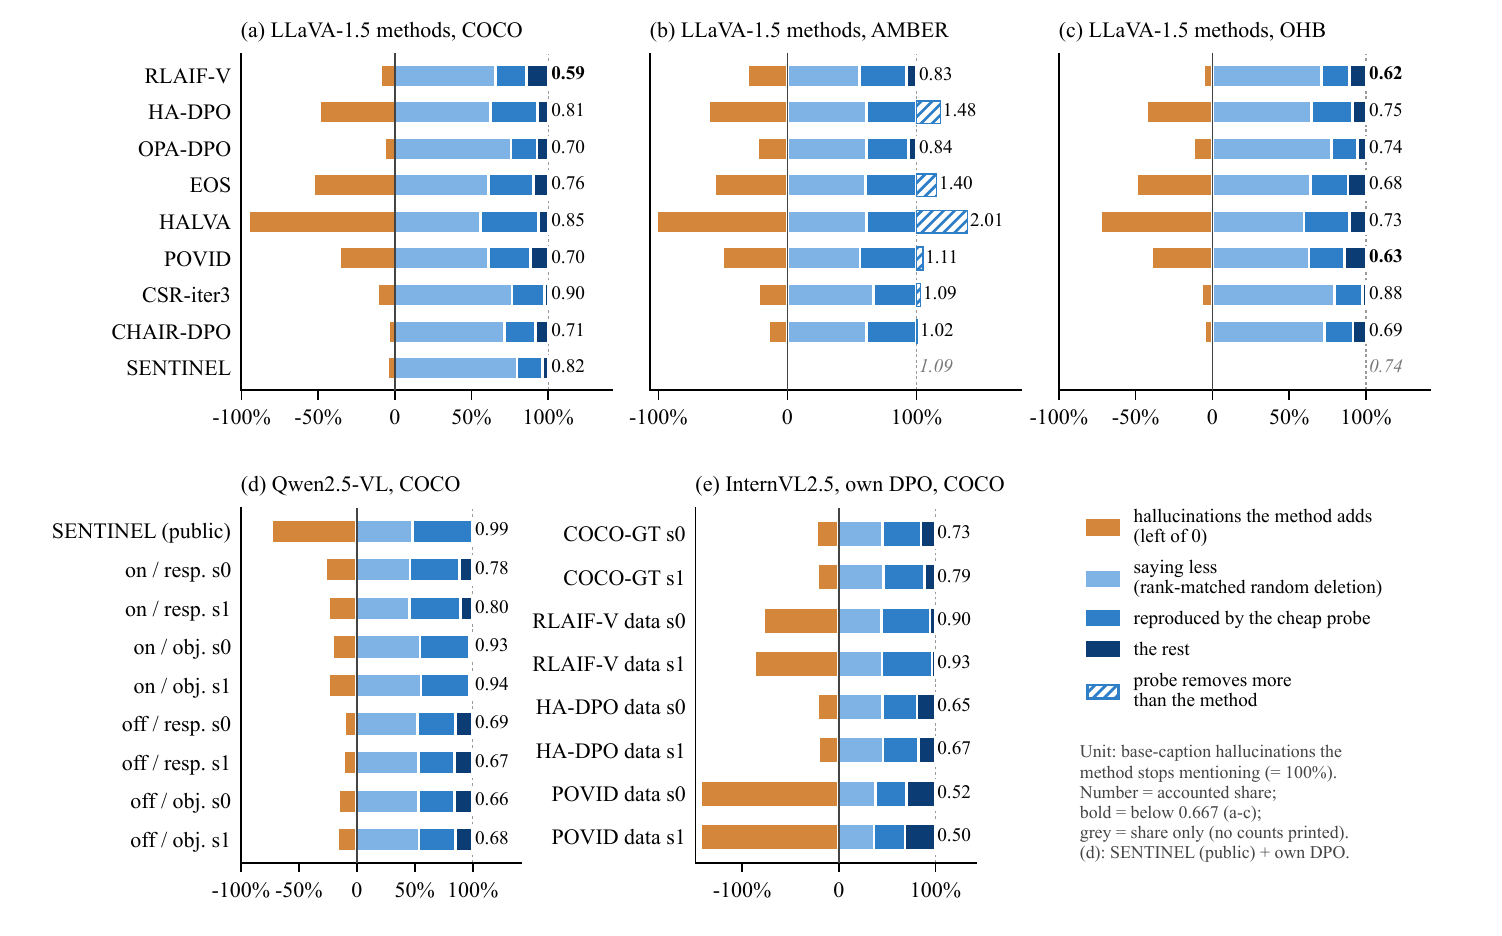 (a) LLaVA-1.5 methods, COCO
(b) LLaVA-1.5 methods, AMBER
(c) LLaVA-1.5 methods, OHB
RLAIF-V 0.59 0.83 0.62
HA-DPO 0.81 1.48 0.75
OPA-DPO 0.70 0.84 0.74
EOS 0.76 1.40 0.68
HALVA 0.85 2.01 0.73
POVID 0.70 1.11 0.63
CSR-iter3 0.90 1.09 0.88
CHAIR-DPO 0.71 1.02 0.69
SENTINEL 0.82 1.09 0.74
-100% -50% 0 50% 100%
-100% 0 100%
-100% -50% 0 50% 100%
(d) Qwen2.5-VL, COCO
SENTINEL (public) 0.99
on / resp. s0 0.78
on / resp. s1 0.80
on / obj. s0 0.93
on / obj. s1 0.94
off / resp. s0 0.69
off / resp. s1 0.67
off / obj. s0 0.66
off / obj. s1 0.68
-100% -50% 0 50% 100%
(e) InternVL2.5, own DPO, COCO
COCO-GT s0 0.73
COCO-GT s1 0.79
RLAIF-V data s0 0.90
RLAIF-V data s1 0.93
HA-DPO data s0 0.65
HA-DPO data s1 0.67
POVID data s0 0.52
POVID data s1 0.50
-100% 0 100%
hallucinations the method adds
(left of 0)
saying less
(rank-matched random deletion)
reproduced by the cheap probe
the rest
probe removes more
than the method
Unit: base-caption hallucinations the
method stops mentioning (= 100%).
Number = accounted share;
bold = below 0.667 (a-c);
grey = share only (no counts printed).
(d): SENTINEL (public) + own DPO.